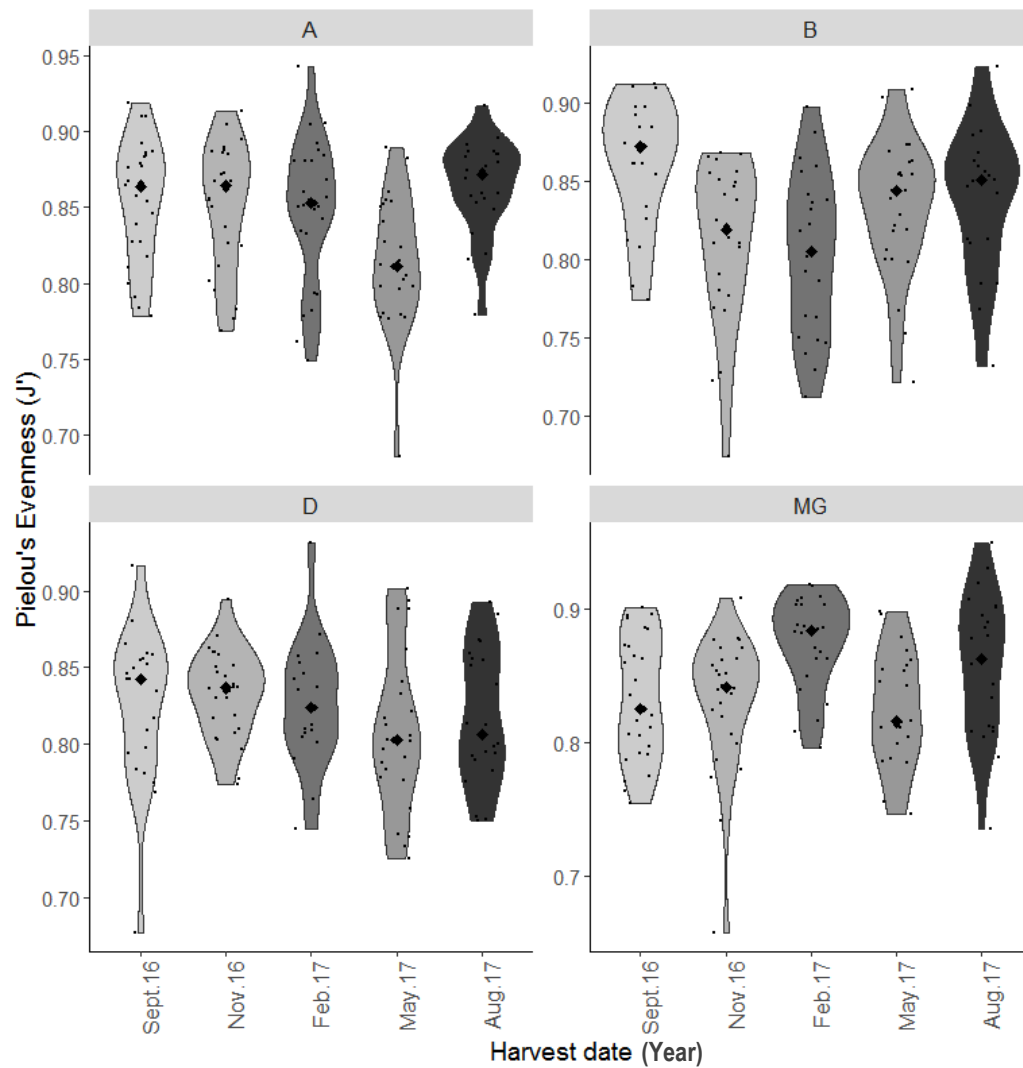 A
B
0.95
0.90
0.85
0.80
0.75
0.70
0.90
0.85
0.80
0.75
0.70
Pielou's Evenness (J')
D
MG
0.90
0.85
0.80
0.75
0.70
0.9
0.8
0.7
Sept.16
Nov.16
Feb.17
May.17
Aug.17
Sept.16
Nov.16
Feb.17
May.17
Aug.17
Harvest date (Year)